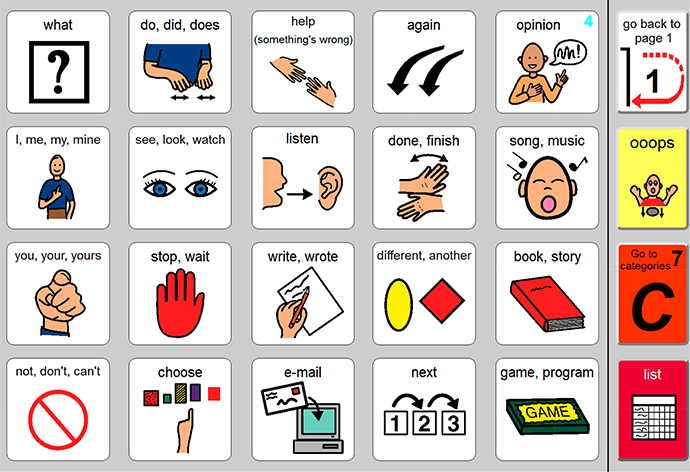 what
?
do, did, does
help
(something's wrong)
again
opinion
4
go back to
page 1
1
I, me, my, mine
see, look, watch
listen
done, finish
song, music
ooops
you, your, yours
stop, wait
write, wrote
different, another
book, story
Go to
categories 7
C
not, don't, can't
choose
e-mail
next
1 2 3
game, program
GAME
list